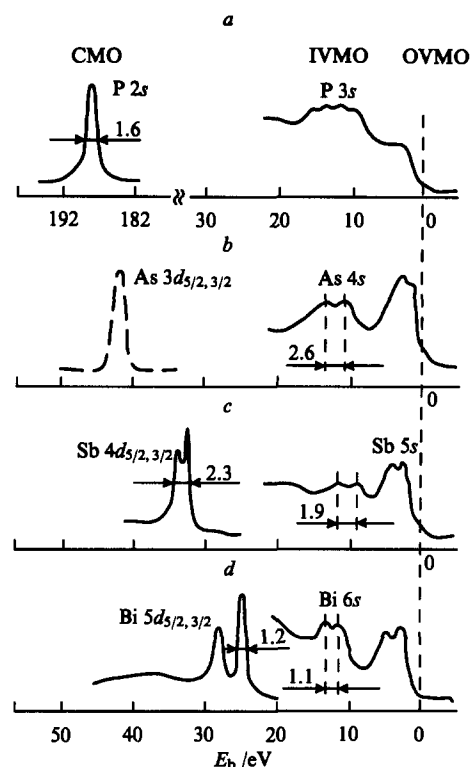 a
CMO IVMO OVMO
P 2s P 3s
1.6
192 182 30 20 10 0
b
As 3d5/2, 3/2 As 4s
2.6
0
c
Sb 4d5/2, 3/2 Sb 5s
2.3
1.9
0
d
Bi 5d5/2, 3/2 Bi 6s
1.2
1.1
50 40 30 20 10 0
Eb /eV